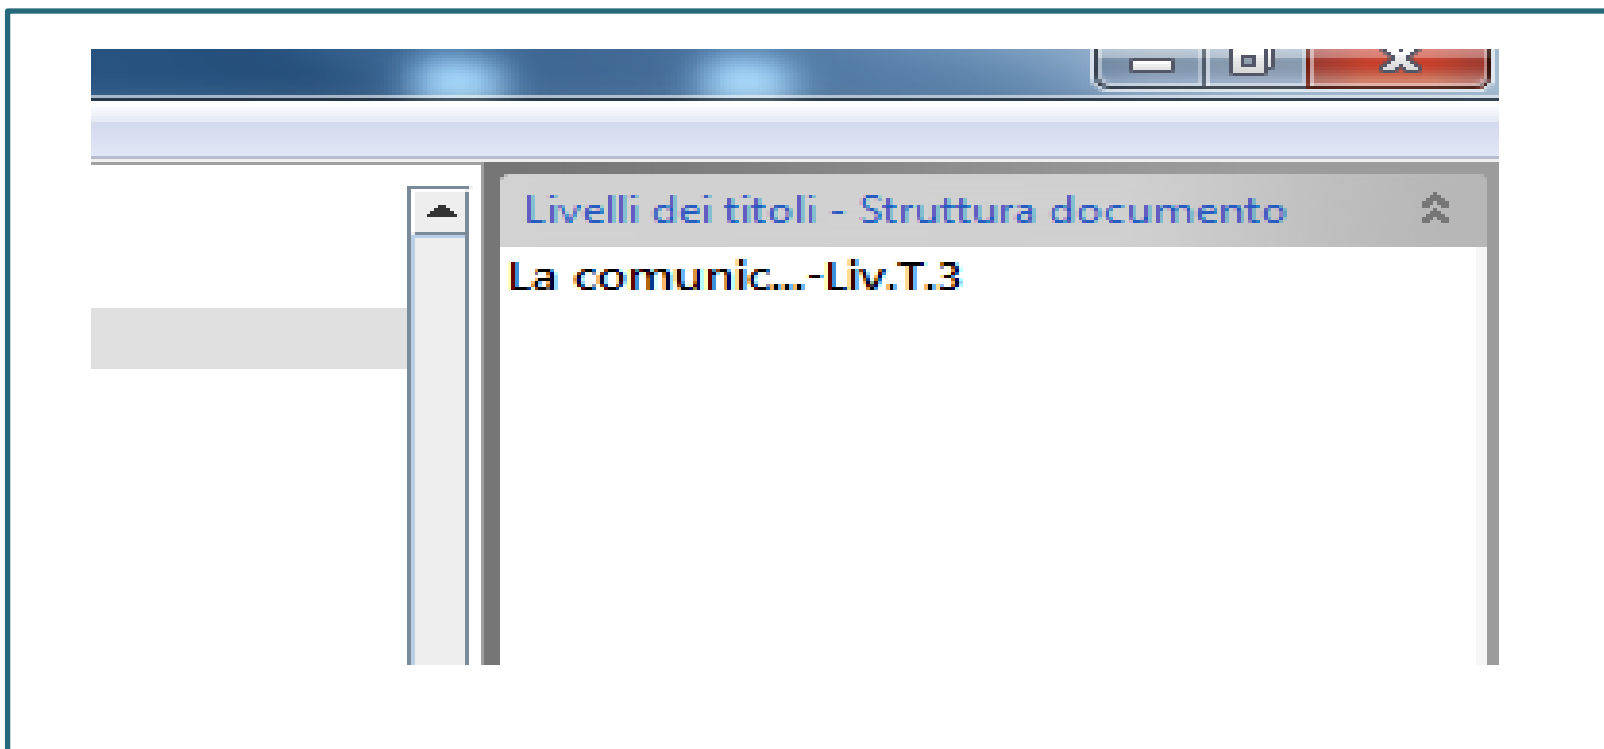 Livelli dei titoli - Struttura documento
La comunic...-Liv.T.3